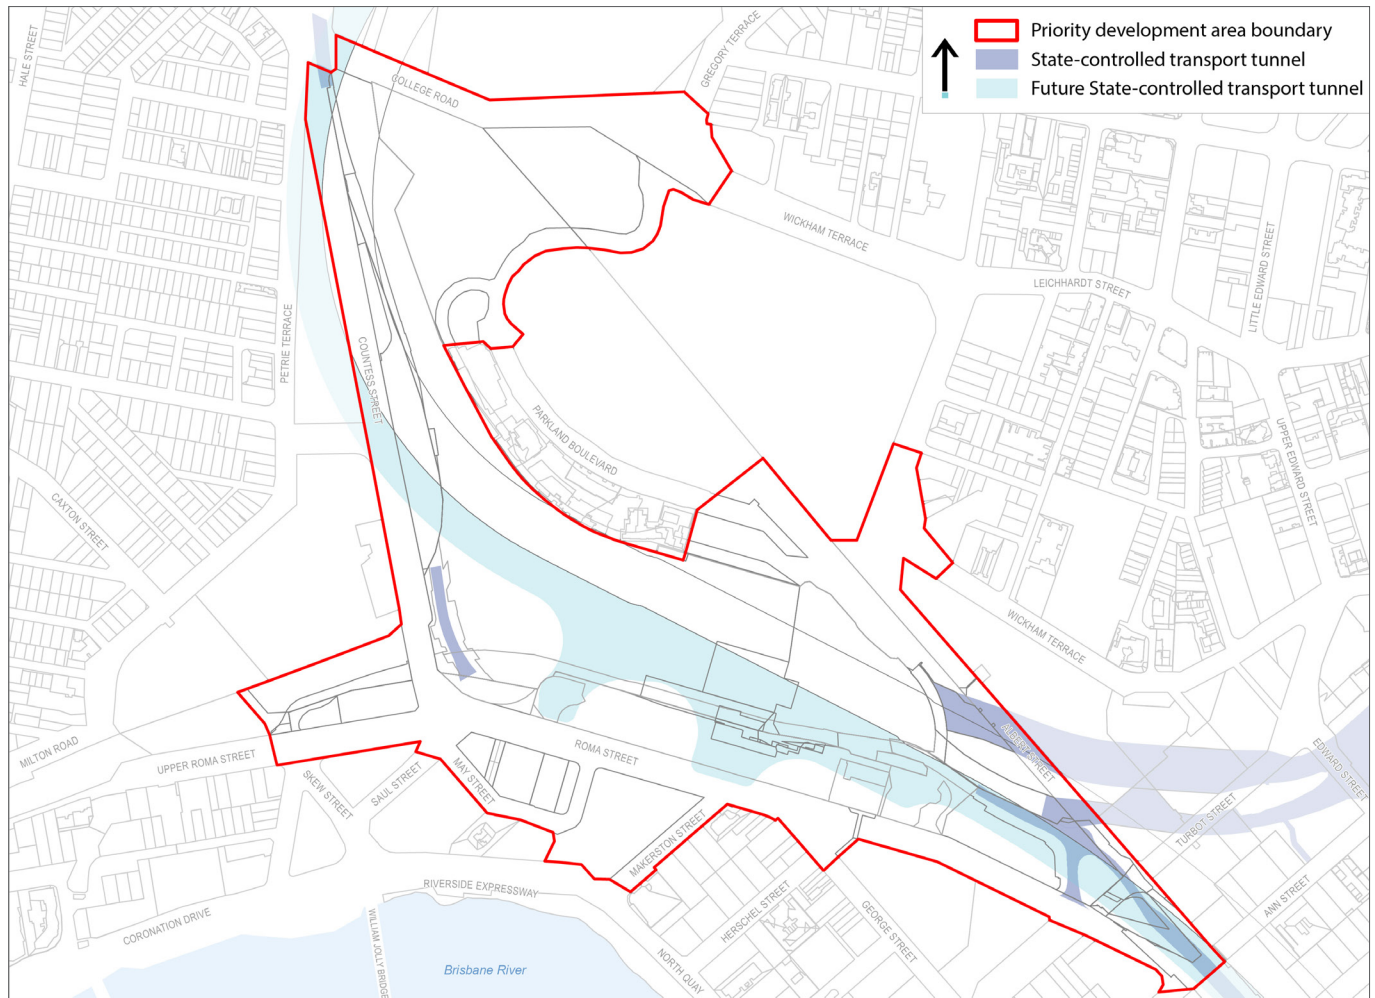 Priority development area boundary
State-controlled transport tunnel
Future State-controlled transport tunnel
HALE STREET
COLLEGE ROAD
GREGORY TERRACE
WICKHAM TERRACE
LEICHHARDT STREET
LITTLE EDWARD STREET
PETRIE TERRACE
COUNTESS STREET
PARKLAND BOULEVARD
UPPER EDWARD STREET
CAXTON STREET
WICKHAM TERRACE
ALBERT STREET
EDWARD STREET
MILTON ROAD
UPPER ROMA STREET
ROMA STREET
SKEW STREET
SAUL STREET
MAY STREET
MAKERSTON STREET
TURBOT STREET
RIVERSIDE EXPRESSWAY
HERSCHEL STREET
GEORGE STREET
ANN STREET
CORONATION DRIVE
WILLIAM JOLLY BRIDGE
NORTH QUAY
Brisbane River